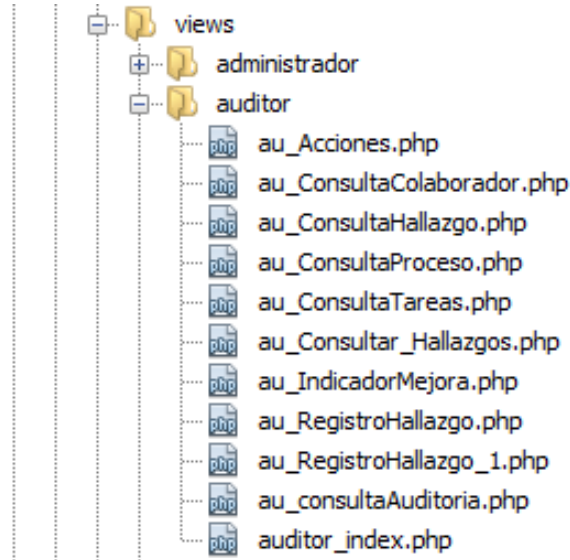 views
administrador
auditor
au_Acciones.php
au_ConsultaColaborador.php
au_ConsultaHallazgo.php
au_ConsultaProceso.php
au_ConsultaTareas.php
au_Consultar_Hallazgos.php
au_IndicadorMejora.php
au_RegistroHallazgo.php
au_RegistroHallazgo_1.php
au_consultaAuditoria.php
auditor_index.php